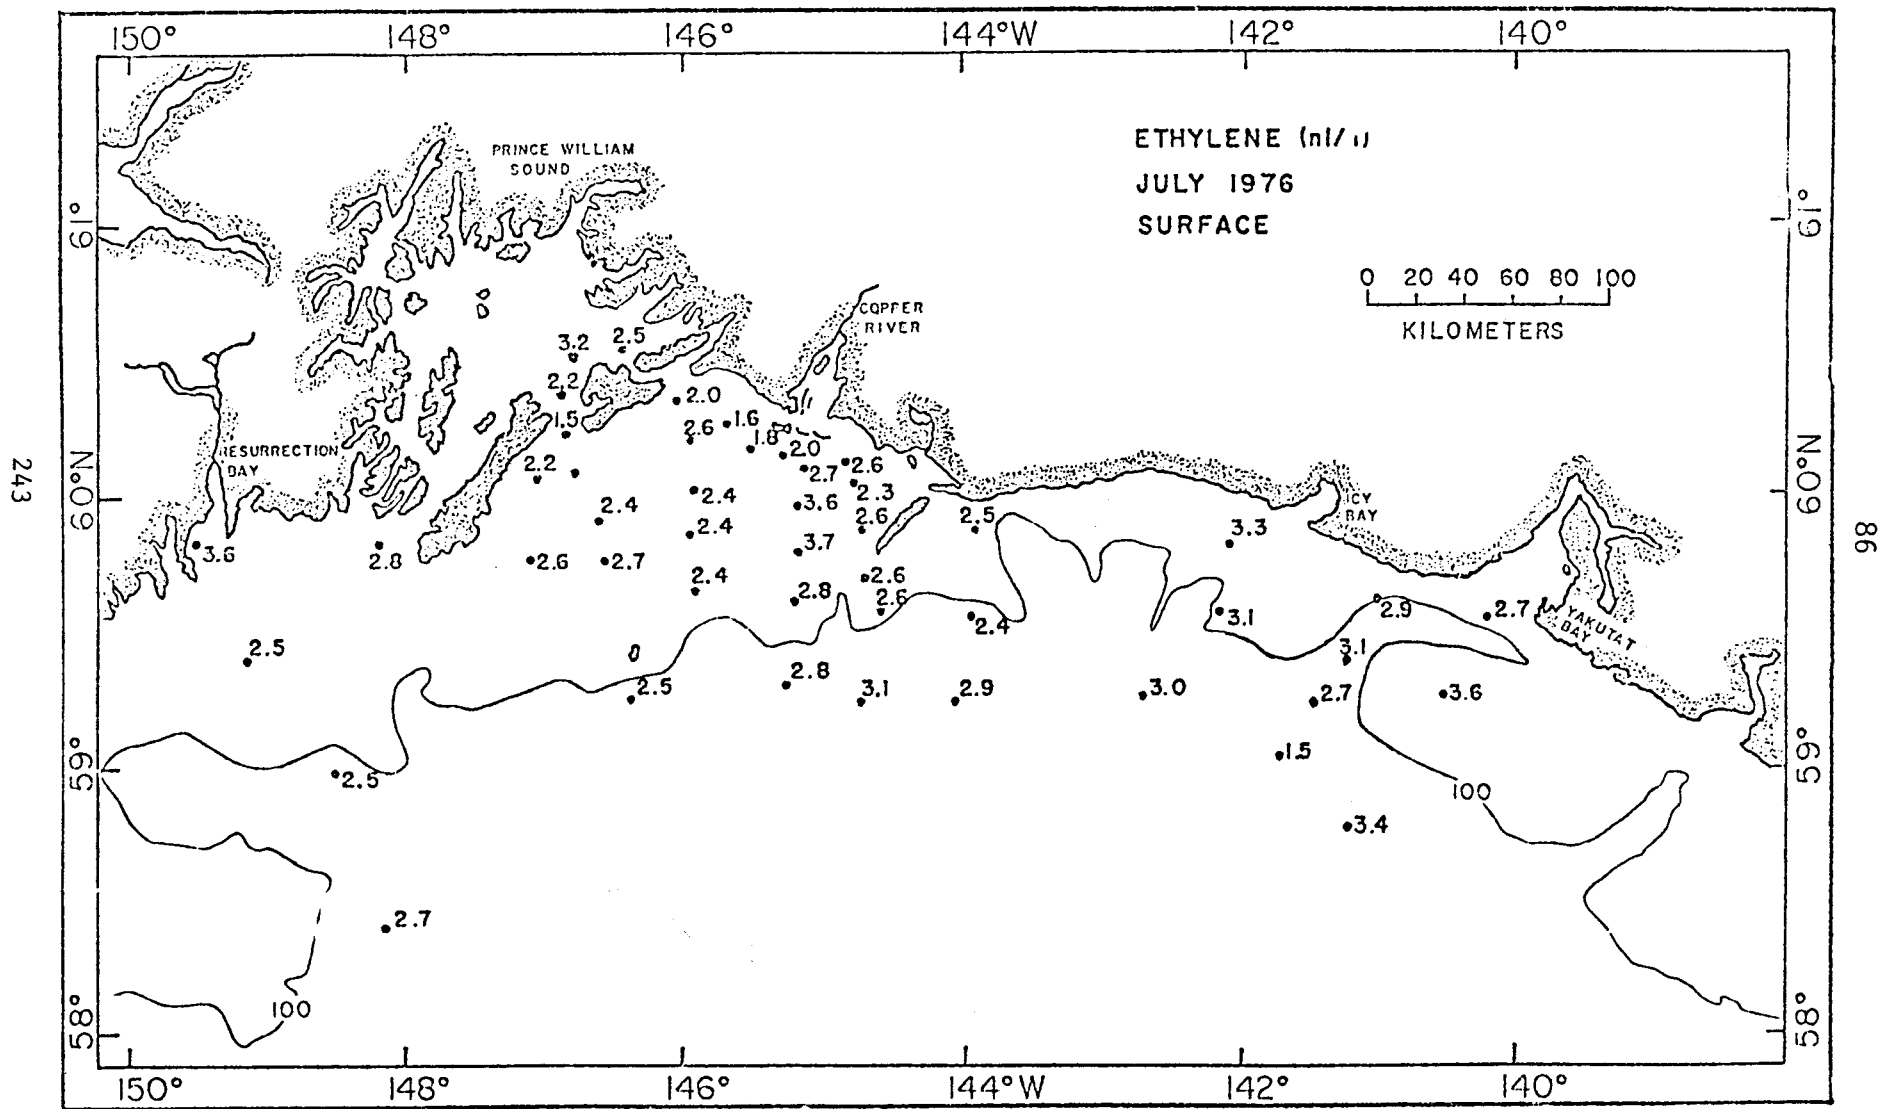 150° 148° 146° 144°W 142° 140°
ETHYLENE (nl/l)
JULY 1976
SURFACE
PRINCE WILLIAM
SOUND
61°
61°
0 20 40 60 80 100
KILOMETERS
COPPER
RIVER
3.2
2.5
2.2
2.0
1.5
2.6
1.6
1.8
2.0
RESURRECTION
BAY
2.2
2.7
2.6
243
60°N
60°N
2.4
2.4
3.6
2.3
ICY
BAY
86
2.4
2.6
2.5
3.3
3.6
2.8
2.6
2.7
3.7
2.4
2.8
2.6
2.6
2.4
3.1
2.9
2.7
YAKUTAT
BAY
2.5
3.1
2.5
2.8
3.1
2.9
3.0
2.7
3.6
59°
59°
2.5
1.5
100
3.4
2.7
100
58°
58°
150° 148° 146° 144°W 142° 140°